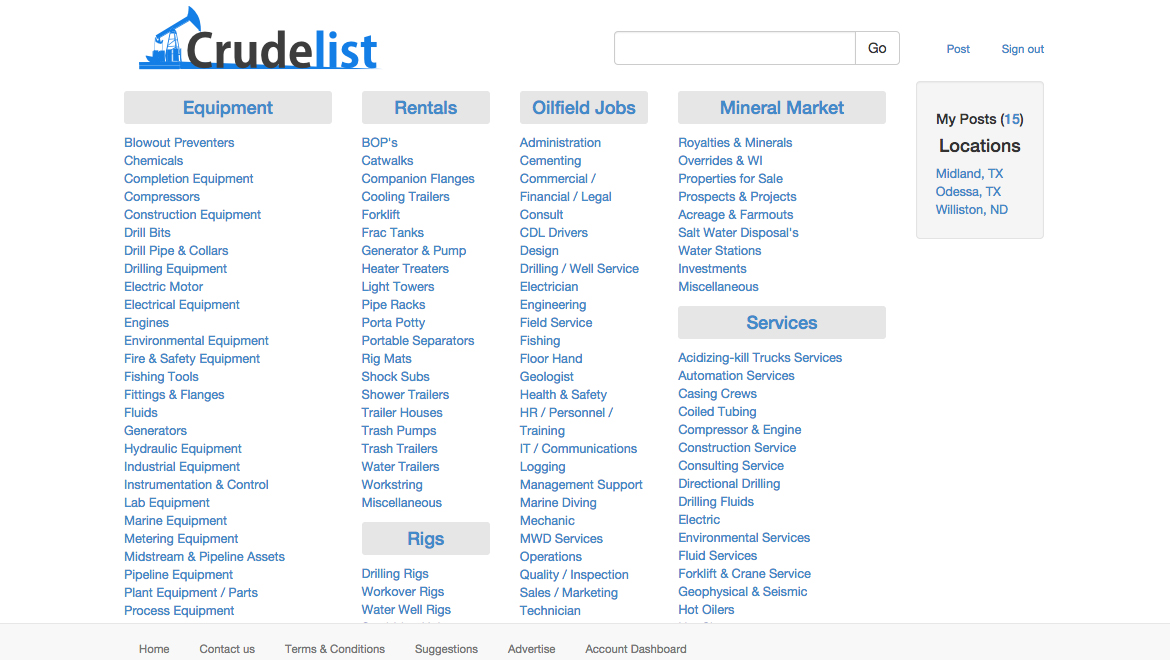 Crudelist
Go
Post
Sign out
Equipment
Blowout Preventers
Chemicals
Completion Equipment
Compressors
Construction Equipment
Drill Bits
Drill Pipe & Collars
Drilling Equipment
Electric Motor
Electrical Equipment
Engines
Environmental Equipment
Fire & Safety Equipment
Fishing Tools
Fittings & Flanges
Fluids
Generators
Hydraulic Equipment
Industrial Equipment
Instrumentation & Control
Lab Equipment
Marine Equipment
Metering Equipment
Midstream & Pipeline Assets
Pipeline Equipment
Plant Equipment / Parts
Process Equipment
Rentals
BOP's
Catwalks
Companion Flanges
Cooling Trailers
Forklift
Frac Tanks
Generator & Pump
Heater Treaters
Light Towers
Pipe Racks
Porta Potty
Portable Separators
Rig Mats
Shock Subs
Shower Trailers
Trailer Houses
Trash Pumps
Trash Trailers
Water Trailers
Workstring
Miscellaneous
Rigs
Drilling Rigs
Workover Rigs
Water Well Rigs
Oilfield Jobs
Administration
Cementing
Commercial /
Financial / Legal
Consult
CDL Drivers
Design
Drilling / Well Service
Electrician
Engineering
Field Service
Fishing
Floor Hand
Geologist
Health & Safety
HR / Personnel /
Training
IT / Communications
Logging
Management Support
Marine Diving
Mechanic
MWD Services
Operations
Quality / Inspection
Sales / Marketing
Technician
Mineral Market
Royalties & Minerals
Overrides & WI
Properties for Sale
Prospects & Projects
Acreage & Farmouts
Salt Water Disposal's
Water Stations
Investments
Miscellaneous
Services
Acidizing-kill Trucks Services
Automation Services
Casing Crews
Coiled Tubing
Compressor & Engine
Construction Service
Consulting Service
Directional Drilling
Drilling Fluids
Electric
Environmental Services
Fluid Services
Forklift & Crane Service
Geophysical & Seismic
Hot Oilers
My Posts (15)
Locations
Midland, TX
Odessa, TX
Williston, ND
Home
Contact us
Terms & Conditions
Suggestions
Advertise
Account Dashboard